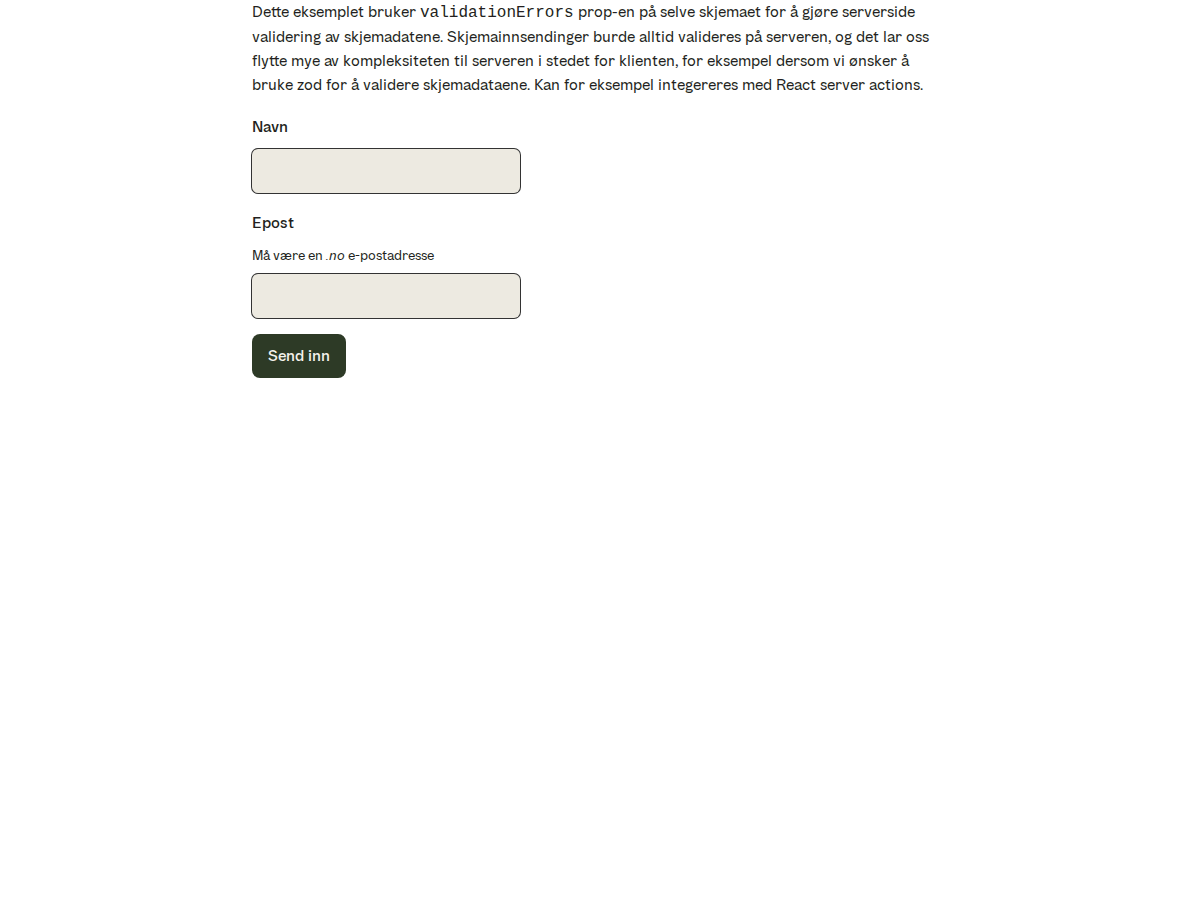 Dette eksemplet bruker validationErrors prop-en på selve skjemaet for å gjøre serverside
validering av skjemadatene. Skjemainnsendinger burde alltid valideres på serveren, og det lar oss
flytte mye av kompleksiteten til serveren i stedet for klienten, for eksempel dersom vi ønsker å
bruke zod for å validere skjemadataene. Kan for eksempel integereres med React server actions.
Navn
Epost
Må være en .no e-postadresse
Send inn